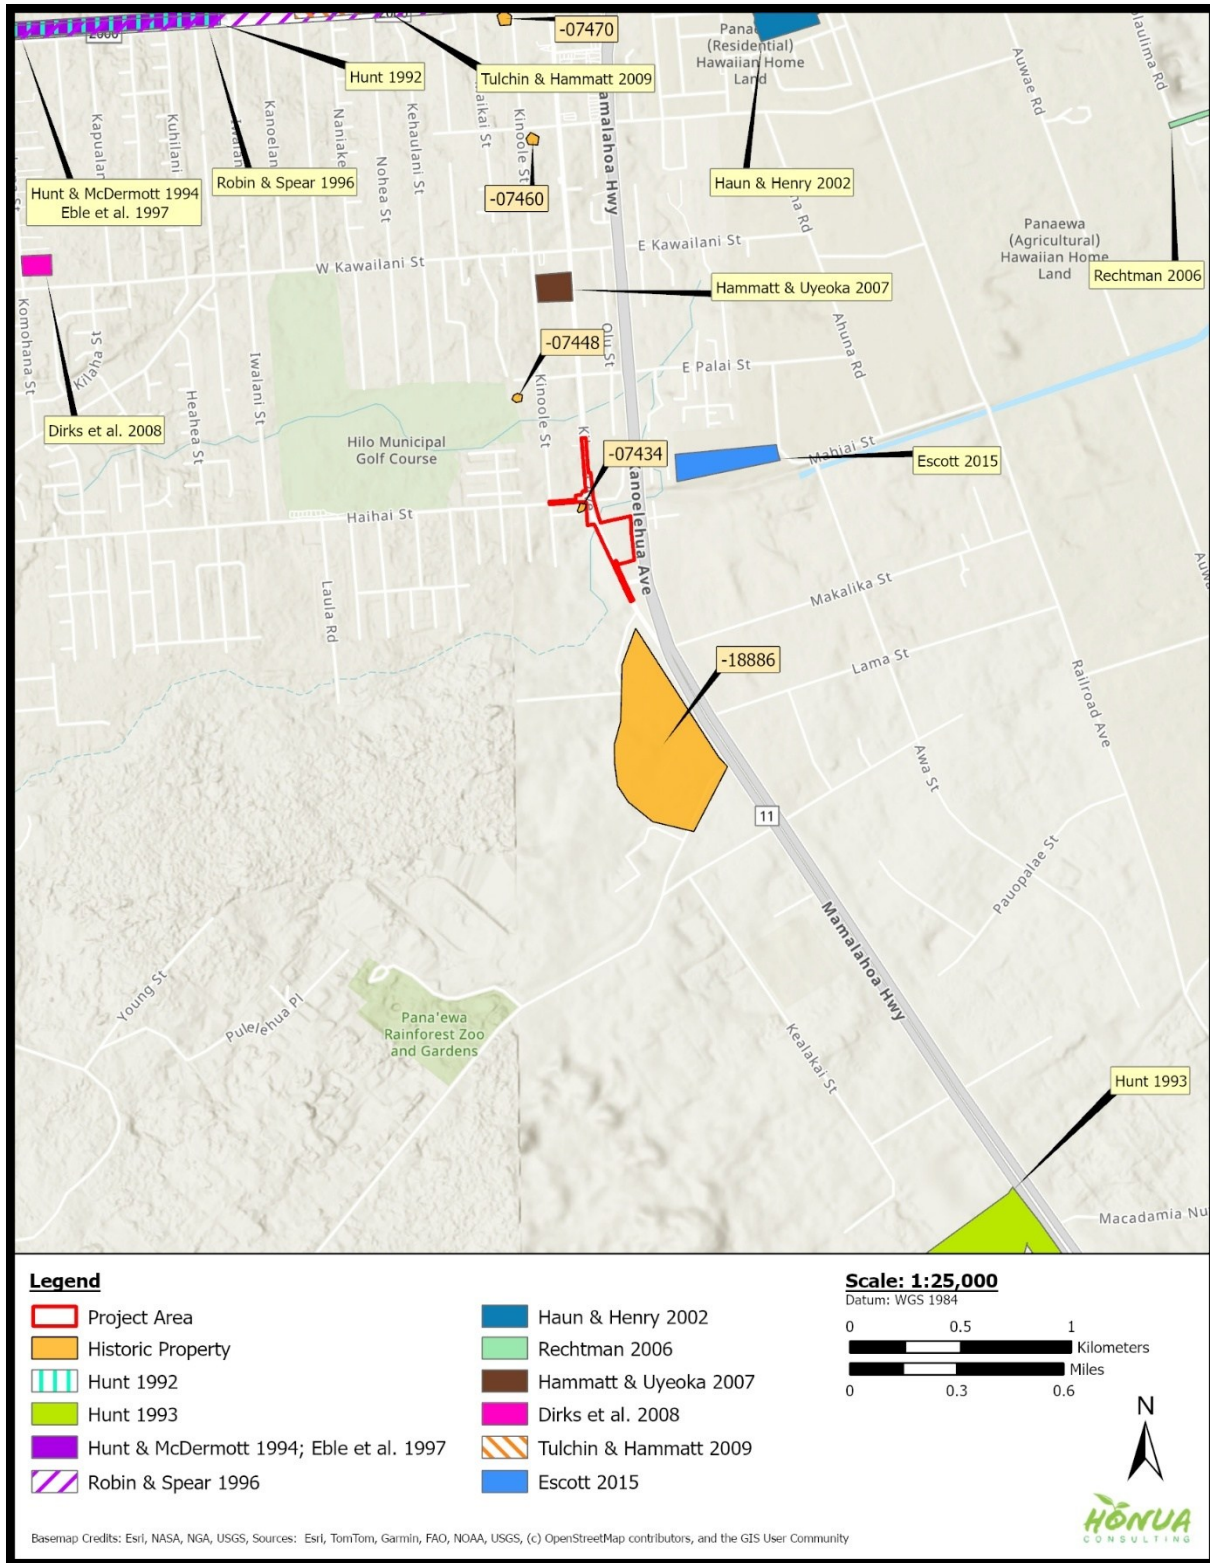 2000
2000
-07470
Hunt 1992
Tulchin & Hammatt 2009
(Residential)
Hawaiian Home
Land
Auwae Rd
Mamalahoa Hwy
Kapualan
Kuhilani
Kanoelan
Naniake
Kehaulani St
Nohea St
Kinoole St
Hunt & McDermott 1994
Eble et al. 1997
Robin & Spear 1996
-07460
Haun & Henry 2002
E Kawailani St
W Kawailani St
Panaewa
(Agricultural)
Hawaiian Home
Land
Rechtman 2006
Hammatt & Uyeoka 2007
Komohana St
Olu St
Ahuna Rd
-07448
E Palai St
Iwalani St
Heahea St
Kinoole St
Dirks et al. 2008
Hilo Municipal
Golf Course
-07434
Mahiai St
Escott 2015
Haihai St
Kanoelehua Ave
Laula Rd
Makalika St
-18886
Lama St
Railroad Ave
Awa St
11
Pauopalae St
Mamalahoa Hwy
Young St
Pulelehua Pl
Pana'ewa
Rainforest Zoo
and Gardens
Kealakai St
Hunt 1993
Macadamia Nu
Legend
Project Area
Historic Property
Hunt 1992
Hunt 1993
Hunt & McDermott 1994; Eble et al. 1997
Robin & Spear 1996
Haun & Henry 2002
Rechtman 2006
Hammatt & Uyeoka 2007
Dirks et al. 2008
Tulchin & Hammatt 2009
Escott 2015
Scale: 1:25,000
Datum: WGS 1984
0 0.5 1
Kilometers
Miles
0 0.3 0.6
N
HONUA
CONSULTING
Basemap Credits: Esri, NASA, NGA, USGS, Sources: Esri, TomTom, Garmin, FAO, NOAA, USGS, (c) OpenStreetMap contributors, and the GIS User Community